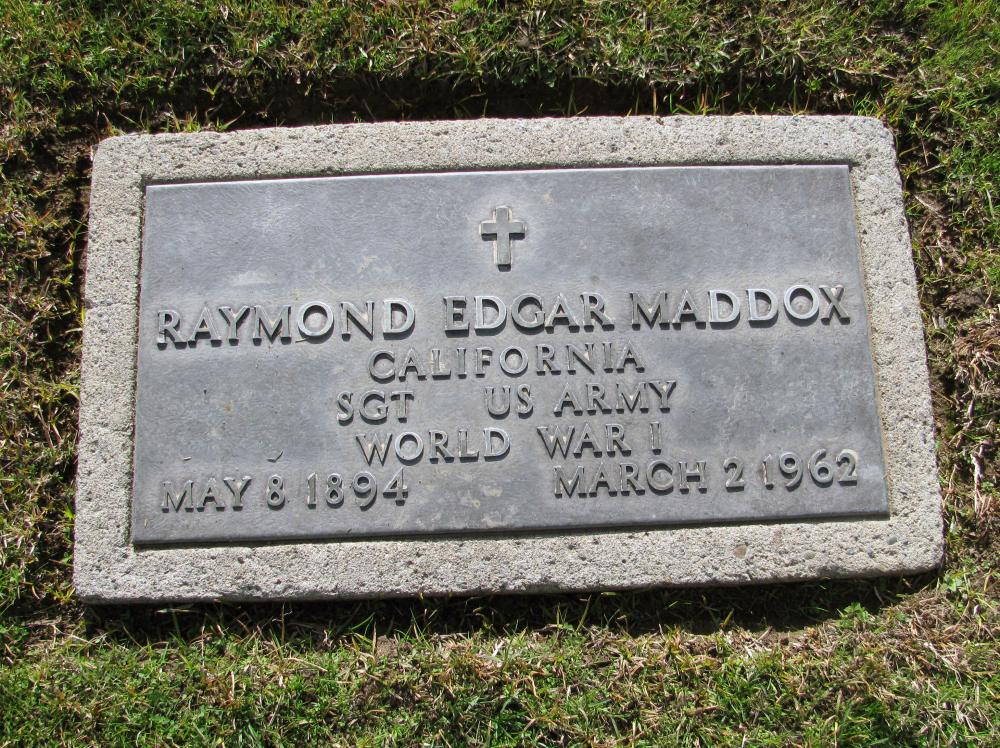 RAYMOND EDGAR MADDOX
CALIFORNIA
SGT US ARMY
WORLD WAR I
MAY 8 1894 MARCH 2 1962